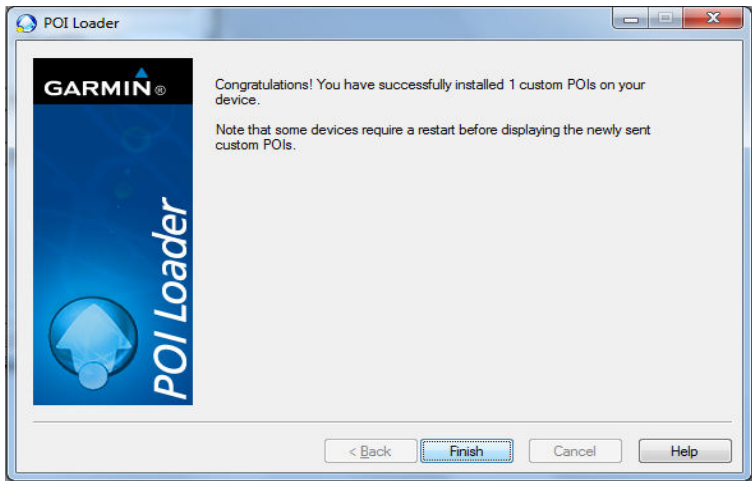 POI Loader
GARMIN®
POI Loader
Congratulations! You have successfully installed 1 custom POIs on your
device.
Note that some devices require a restart before displaying the newly sent
custom POIs.
< Back
Finish
Cancel
Help